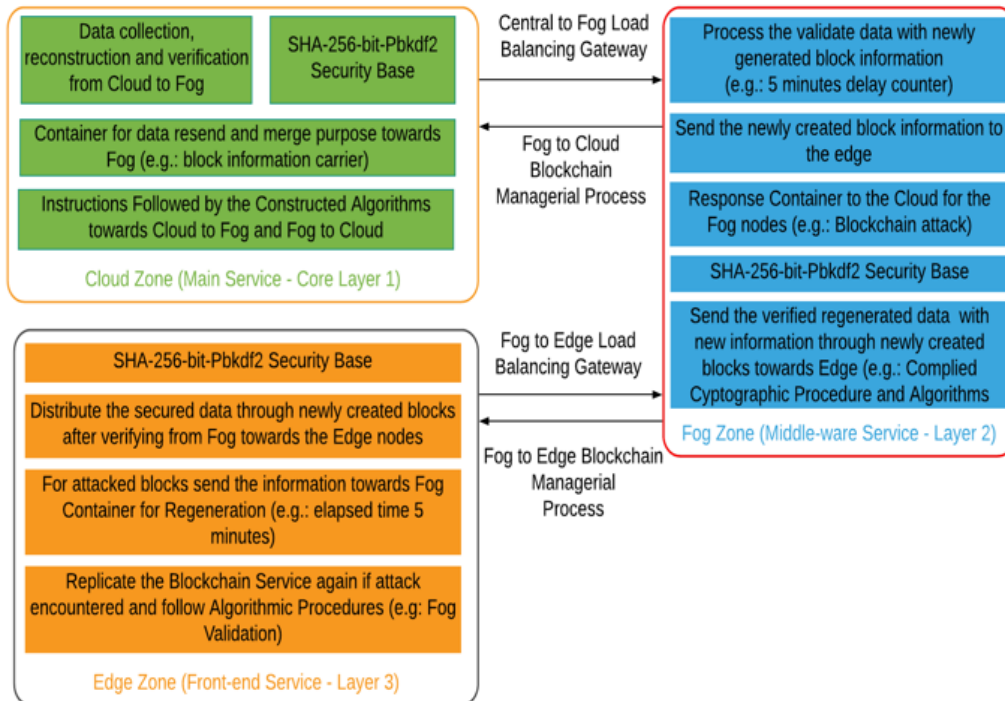 Data collection,
reconstruction and verification
from Cloud to Fog
SHA-256-bit-Pbkdf2
Security Base
Container for data resend and merge purpose towards
Fog (e.g.: block information carrier)
Instructions Followed by the Constructed Algorithms
towards Cloud to Fog and Fog to Cloud
Cloud Zone (Main Service - Core Layer 1)
Central to Fog Load
Balancing Gateway
Fog to Cloud
Blockchain
Managerial Process
Process the validate data with newly
generated block information
(e.g.: 5 minutes delay counter)
Send the newly created block information to
the edge
Response Container to the Cloud for the
Fog nodes (e.g.: Blockchain attack)
SHA-256-bit-Pbkdf2 Security Base
Send the verified regenerated data with
new information through newly created
blocks towards Edge (e.g.: Complied
Cyptographic Procedure and Algorithms
Fog Zone (Middle-ware Service - Layer 2)
SHA-256-bit-Pbkdf2 Security Base
Distribute the secured data through newly created blocks
after verifying from Fog towards the Edge nodes
For attacked blocks send the information towards Fog
Container for Regeneration (e.g.: elapsed time 5
minutes)
Replicate the Blockchain Service again if attack
encountered and follow Algorithmic Procedures (e.g: Fog
Validation)
Edge Zone (Front-end Service - Layer 3)
Fog to Edge Load
Balancing Gateway
Fog to Edge Blockchain
Managerial
Process